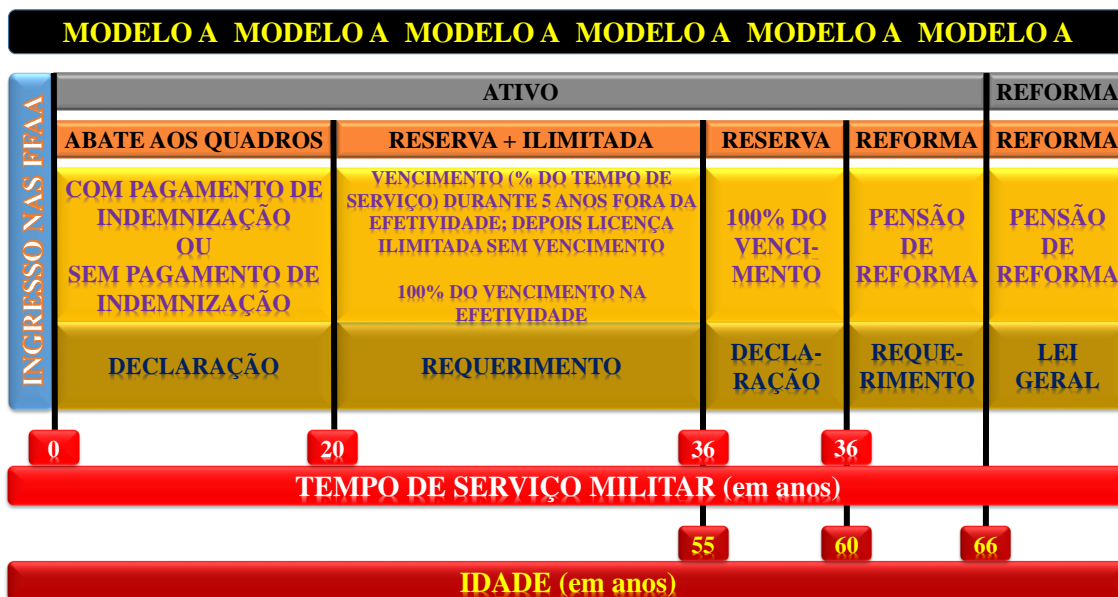 MODELO A MODELO A MODELO A MODELO A MODELO A MODELO A
INGRESSO NAS FFAA
ATIVO
REFORMA
ABATE AOS QUADROS
RESERVA + ILIMITADA
RESERVA
REFORMA
REFORMA
COM PAGAMENTO DE
INDEMNIZAÇÃO
OU
SEM PAGAMENTO DE
INDEMNIZAÇÃO
VENCIMENTO (% DO TEMPO DE
SERVIÇO) DURANTE 5 ANOS FORA DA
EFETIVIDADE; DEPOIS LICENÇA
ILIMITADA SEM VENCIMENTO
100% DO VENCIMENTO NA
EFETIVIDADE
100% DO
VENCI-
MENTO
PENSÃO
DE
REFORMA
PENSÃO
DE
REFORMA
DECLARAÇÃO
REQUERIMENTO
DECLA-
RAÇÃO
REQUE-
RIMENTO
LEI
GERAL
0
20
36
36
TEMPO DE SERVIÇO MILITAR (em anos)
55
60
66
IDADE (em anos)